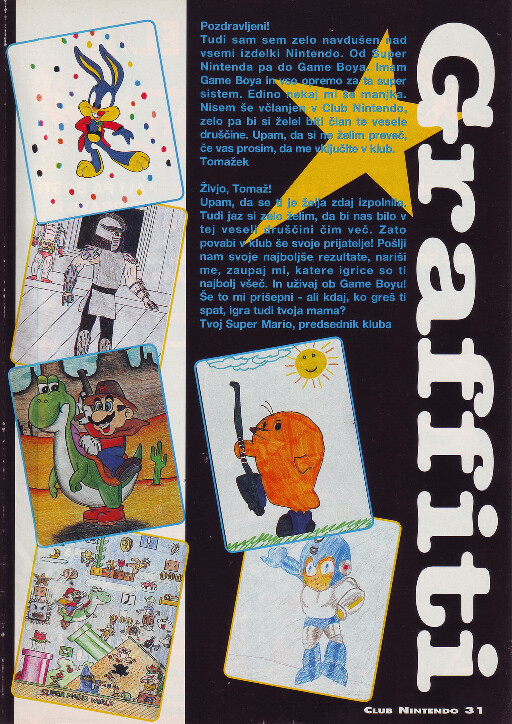 Pozdravljeni!
Tudi sam sem zelo navdušen nad
vsemi izdelki Nintendo. Od Super
Nintenda pa do Game Boya. Imam
Game Boya in vso opremo za ta super
sistem. Edino nekaj mi še manjka.
Nisem še včlanjen v Club Nintendo,
zelo pa bi si želel biti član te vesele
druščine. Upam, da si ne želim preveč,
če vas prosim, da me vključite v klub.
Tomažek
Živjo, Tomaž!
Upam, da se ti je želja zdaj izpolnila.
Tudi jaz si zelo želim, da bi nas bilo v
tej veseli druščini čim več. Zato
povabi v klub še svoje prijatelje! Pošlji
nam svoje najboljše rezultate, nariši
me, zaupaj mi, katere igrice so ti
najbolj všeč. In uživaj ob Game Boyu!
Še to mi prišepni - ali kdaj, ko greš ti
spat, igra tudi tvoja mama?
Tvoj Super Mario, predsednik kluba
Graffiti
SUPER MARIO WORLD
CLUB NINTENDO 31